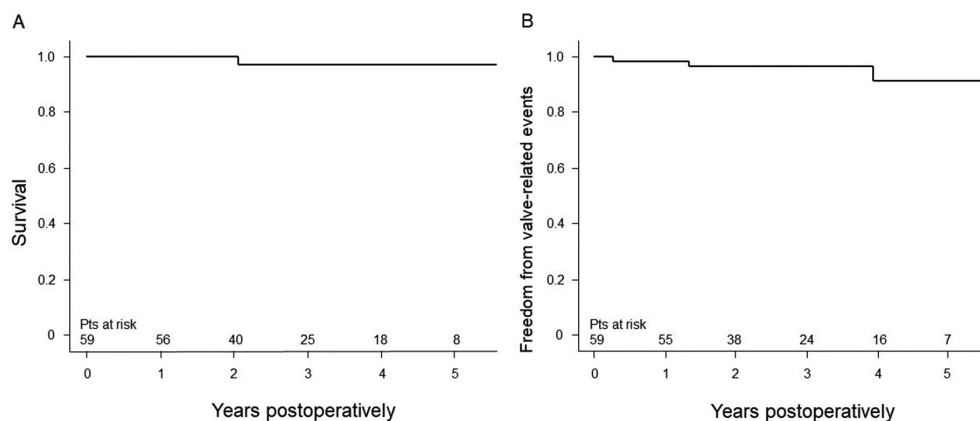 A
1.0
0.8
0.6
0.4
0.2
0
Survival
Pts at risk
59 56 40 25 18 8
0 1 2 3 4 5
Years postoperatively
B
1.0
0.8
0.6
0.4
0.2
0
Freedom from valve-related events
Pts at risk
59 55 38 24 16 7
0 1 2 3 4 5
Years postoperatively